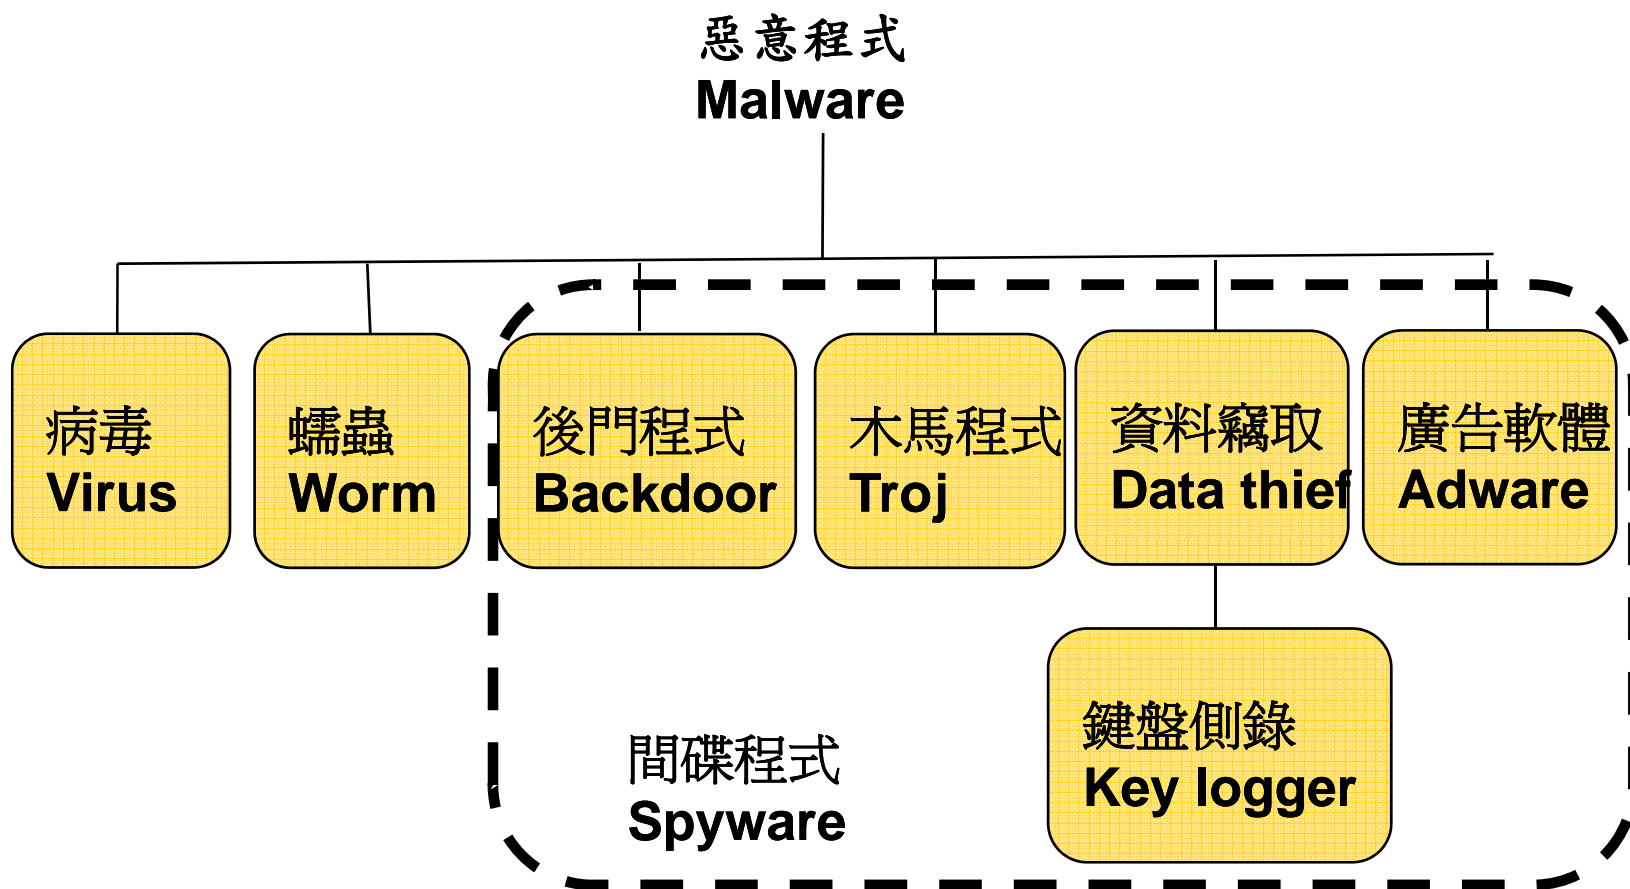 惡意程式
Malware
病毒
Virus
蠕蟲
Worm
後門程式
Backdoor
木馬程式
Troj
資料竊取
Data thief
廣告軟體
Adware
鍵盤側錄
Key logger
間碟程式
Spyware